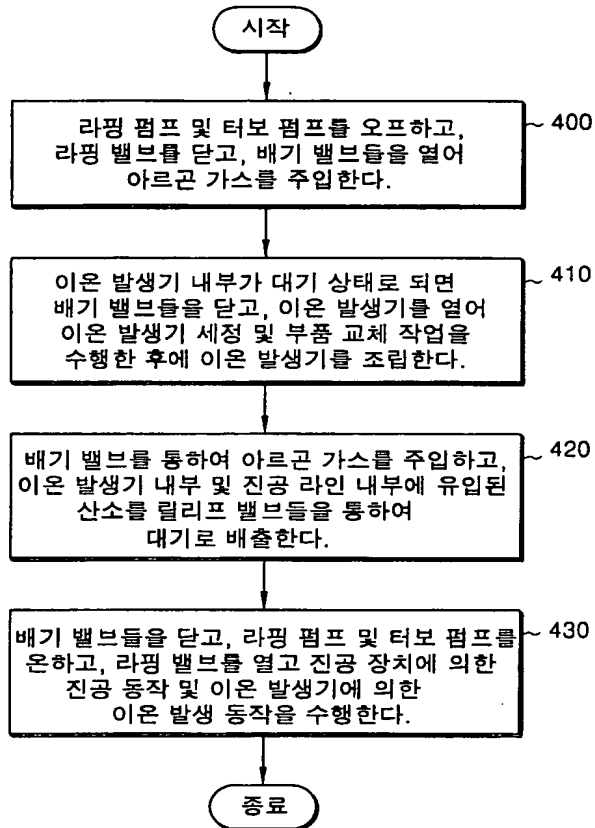 시작
라핑 펌프 및 터보 펌프를 오프하고,
라핑 밸브를 닫고, 배기 밸브들을 열어
아르곤 가스를 주입한다.
400
이온 발생기 내부가 대기 상태로 되면
배기 밸브들을 닫고, 이온 발생기를 열어
이온 발생기 세정 및 부품 교체 작업을
수행한 후에 이온 발생기를 조립한다.
410
배기 밸브를 통하여 아르곤 가스를 주입하고,
이온 발생기 내부 및 진공 라인 내부에 유입된
산소를 릴리프 밸브들을 통하여
대기로 배출한다.
420
배기 밸브들을 닫고, 라핑 펌프 및 터보 펌프를
온하고, 라핑 밸브를 열고 진공 장치에 의한
진공 동작 및 이온 발생기에 의한
이온 발생 동작을 수행한다.
430
종료